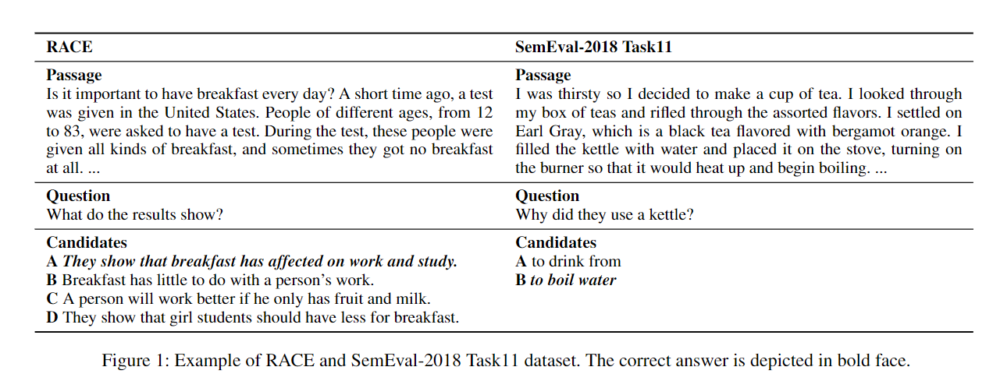 RACE
SemEval-2018 Task11
Passage
Is it important to have breakfast every day? A short time ago, a test
was given in the United States. People of different ages, from 12
to 83, were asked to have a test. During the test, these people were
given all kinds of breakfast, and sometimes they got no breakfast
at all. ...
Passage
I was thirsty so I decided to make a cup of tea. I looked through
my box of teas and rifled through the assorted flavors. I settled on
Earl Gray, which is a black tea flavored with bergamot orange. I
filled the kettle with water and placed it on the stove, turning on
the burner so that it would heat up and begin boiling. ...
Question
What do the results show?
Question
Why did they use a kettle?
Candidates
A They show that breakfast has affected on work and study.
B Breakfast has little to do with a person's work.
C A person will work better if he only has fruit and milk.
D They show that girl students should have less for breakfast.
Candidates
A to drink from
B to boil water
Figure 1: Example of RACE and SemEval-2018 Task11 dataset. The correct answer is depicted in bold face.